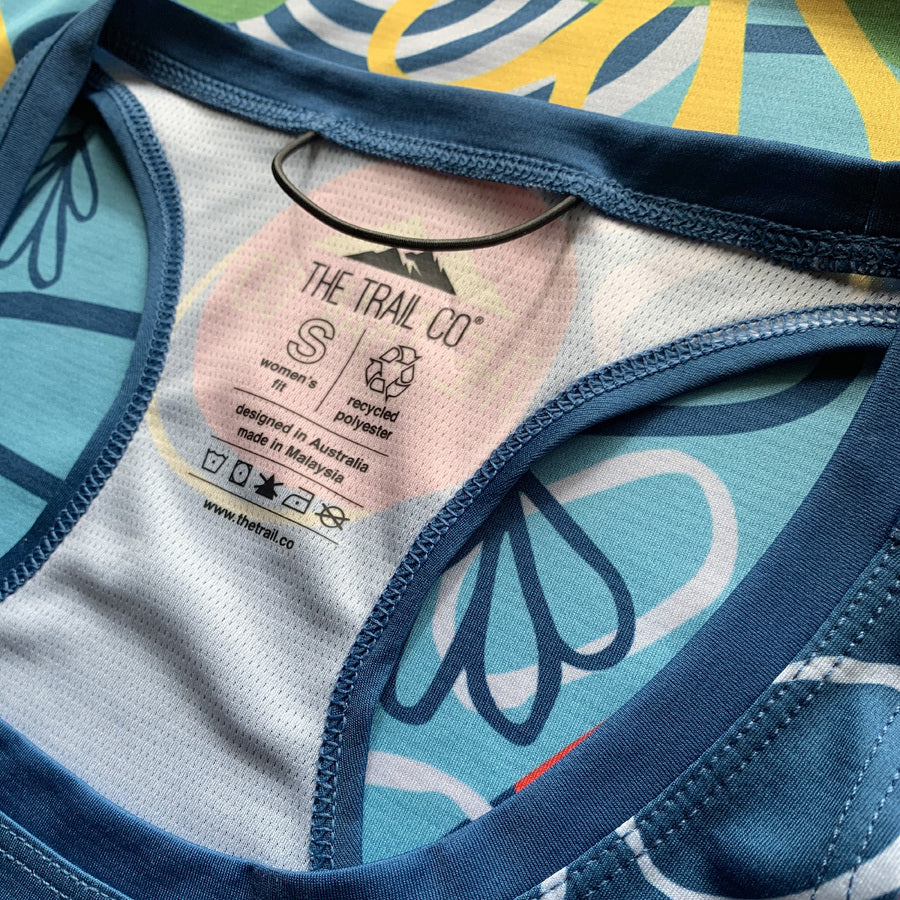 THE TRAIL CO®
S
women's
fit
recycled
polyester
designed in Australia
made in Malaysia
www.thetrail.co